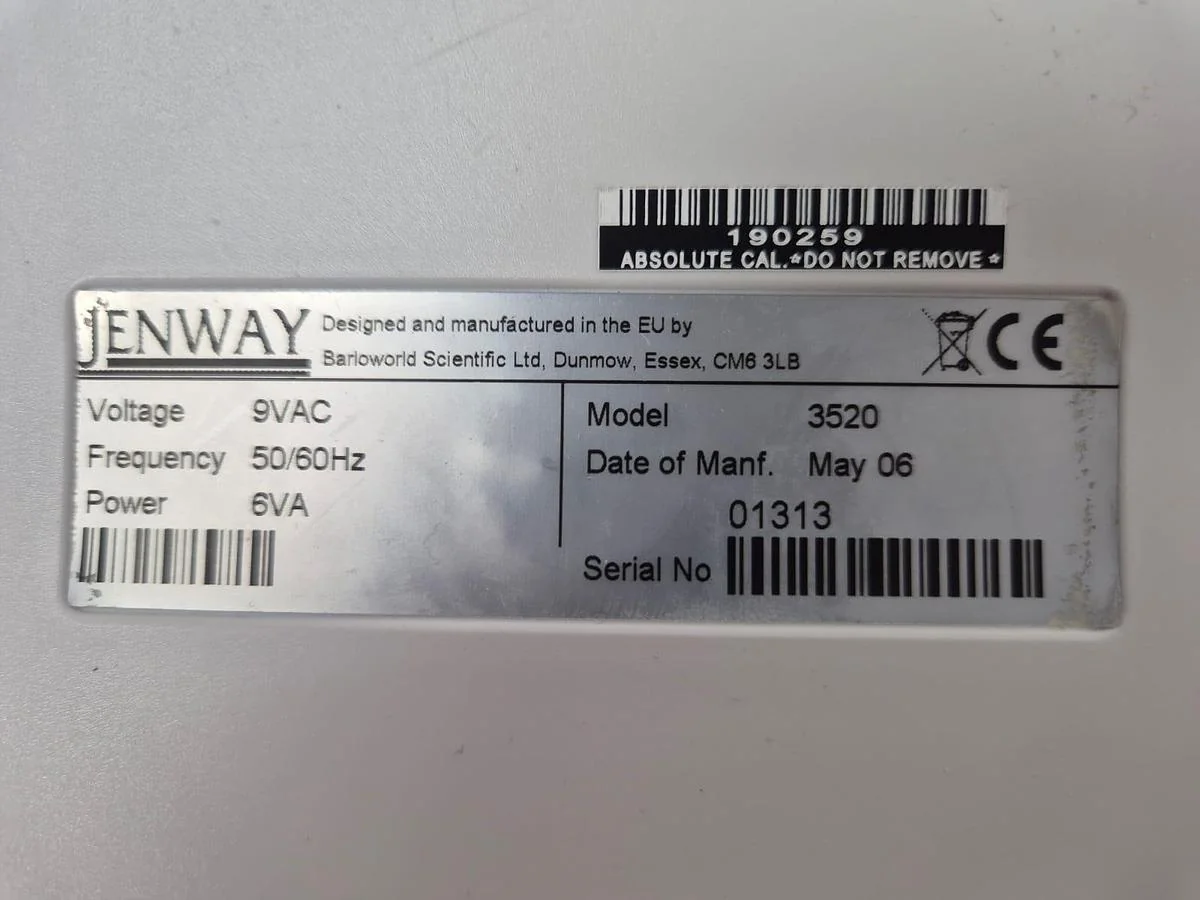 190259
ABSOLUTE CAL.*DO NOT REMOVE *
JENWAY
Designed and manufactured in the EU by
Barloworld Scientific Ltd, Dunmow, Essex, CM6 3LB
CE
Voltage 9VAC
Frequency 50/60Hz
Power 6VA
Model 3520
Date of Manf. May 06
01313
Serial No